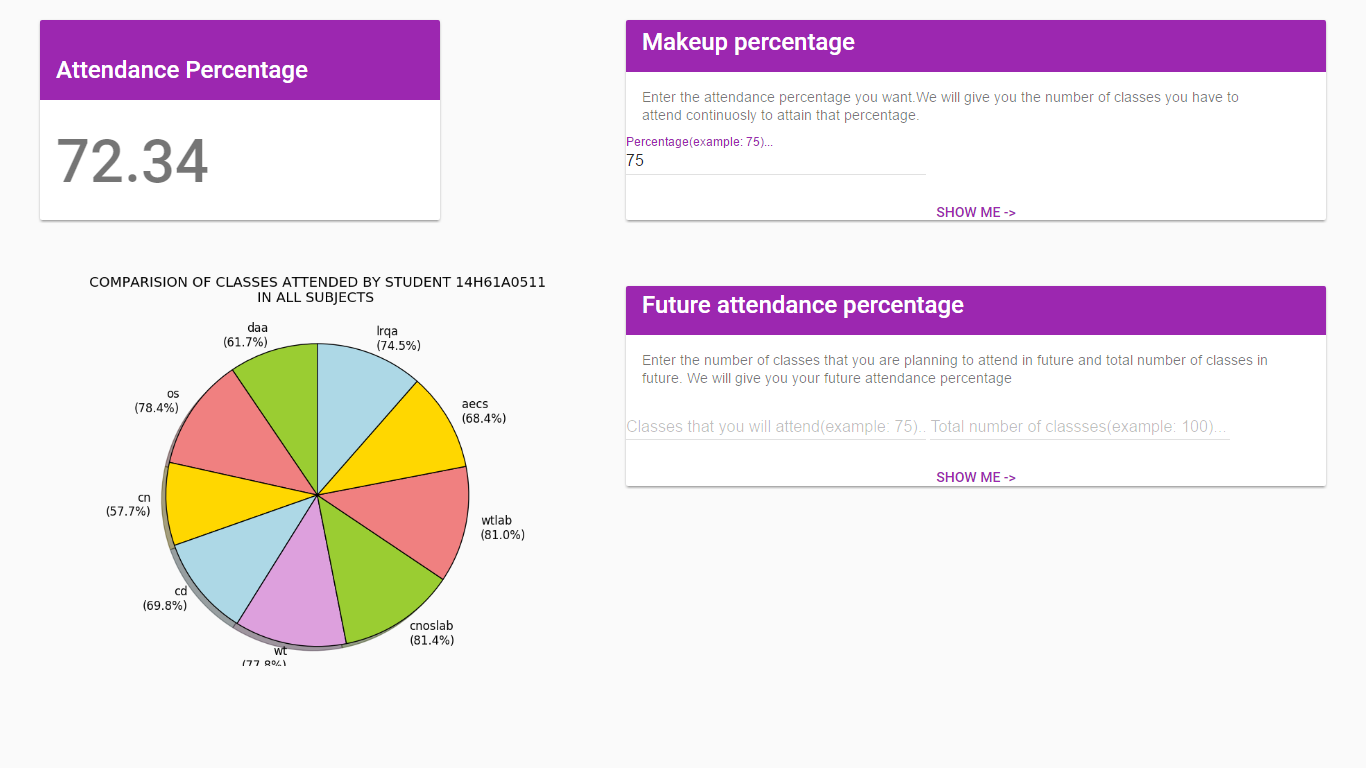 Attendance Percentage
72.34
Makeup percentage
Enter the attendance percentage you want.We will give you the number of classes you have to
attend continuosly to attain that percentage.
Percentage(example: 75)...
75
SHOW ME ->
COMPARISION OF CLASSES ATTENDED BY STUDENT 14H61A0511
IN ALL SUBJECTS
daa
(61.7%)
lrqa
(74.5%)
os
(78.4%)
aecs
(68.4%)
cn
(57.7%)
wtlab
(81.0%)
cd
(69.8%)
cnoslab
(81.4%)
wt
(77.8%)
Future attendance percentage
Enter the number of classes that you are planning to attend in future and total number of classes in
future. We will give you your future attendance percentage
Classes that you will attend(example: 75).. Total number of classses(example: 100)...
SHOW ME ->